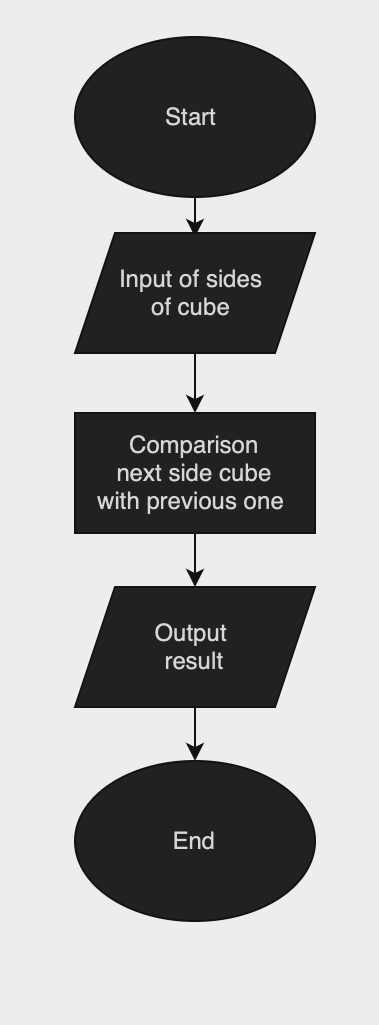 Start
Input of sides
of cube
Comparison
next side cube
with previous one
Output
result
End